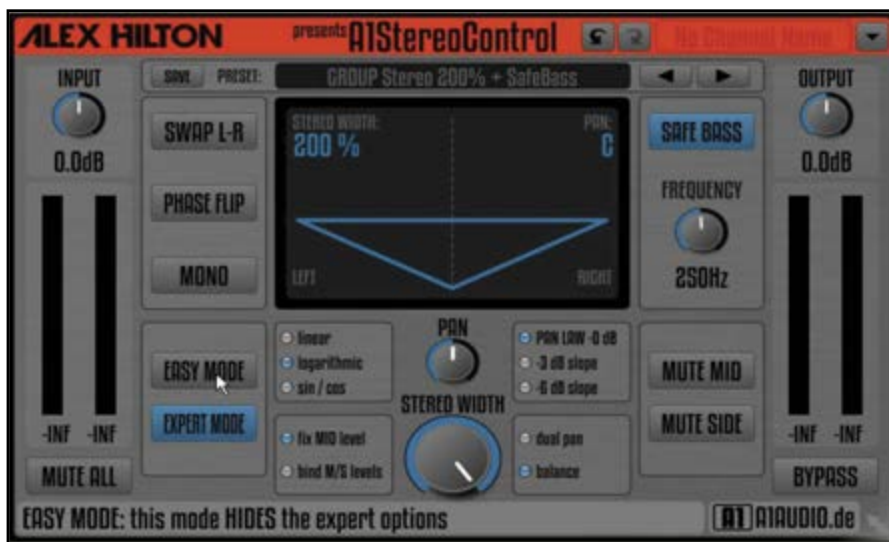 ALEX HILTON presents A1StereoControl No Channel Name
INPUT SAVE PRESET: GROUP Stereo 200% + SafeBass OUTPUT
0.0dB SWAP L-R STEREO WIDTH: PAN: SAFE BASS 0.0dB
200 % C
PHASE FLIP FREQUENCY
MONO LEFT RIGHT 250Hz
linear PAN PAN LAW -0 dB
EASY MODE logarithmic -3 dB slope MUTE MID
sin / cos -6 dB slope
STEREO WIDTH
EXPERT MODE fix MID level dual pan MUTE SIDE
-INF -INF bind M/S levels balance -INF -INF
MUTE ALL BYPASS
EASY MODE: this mode HIDES the expert options A1 A1AUDIO.de